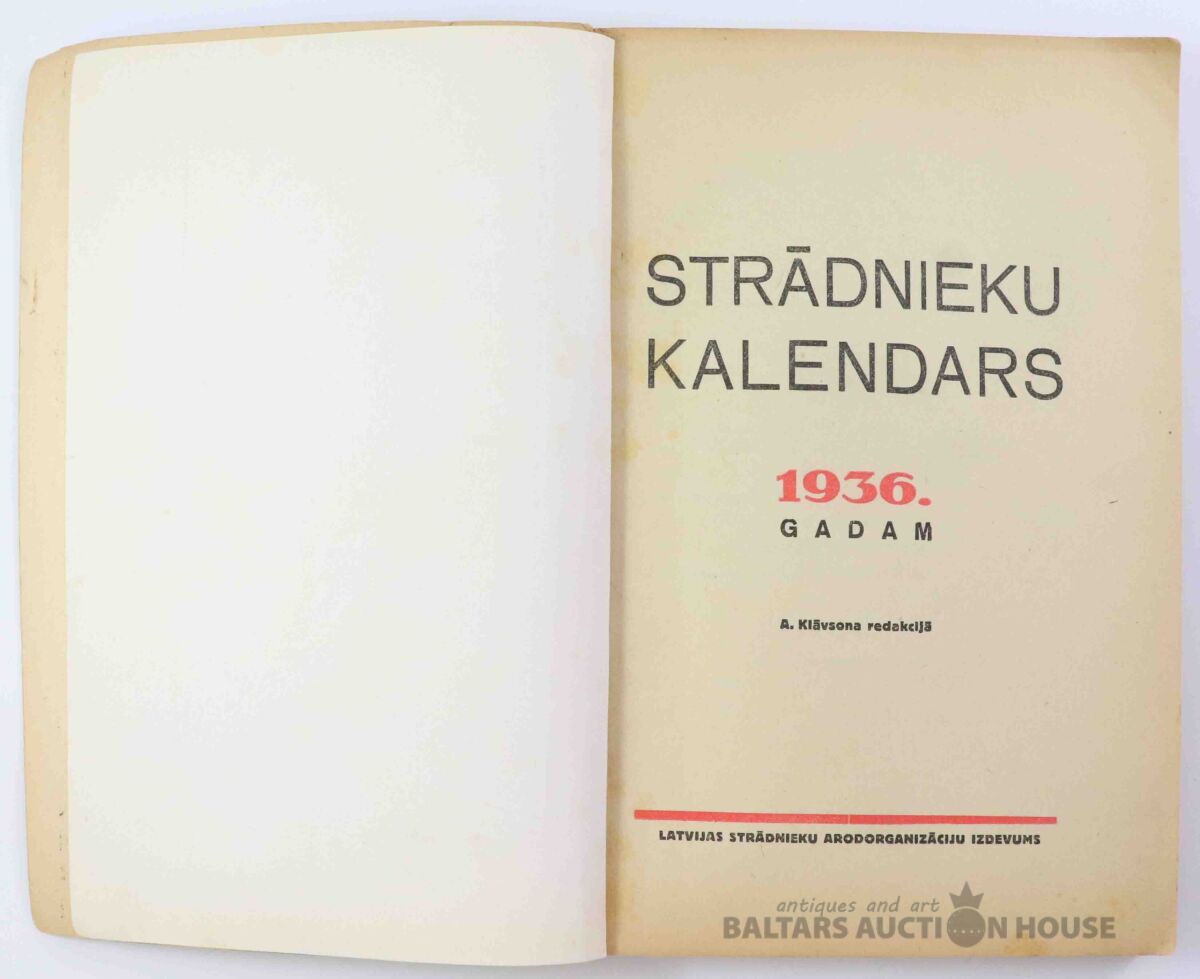 STRĀDNIEKU
KALENDARS
1936.
GADAM
A. Klāvsona redakcijā
LATVIJAS STRĀDNIEKU ARODORGANIZĀCIJU IZDEVUMS
antiques and art
BALTARS AUCTION HOUSE